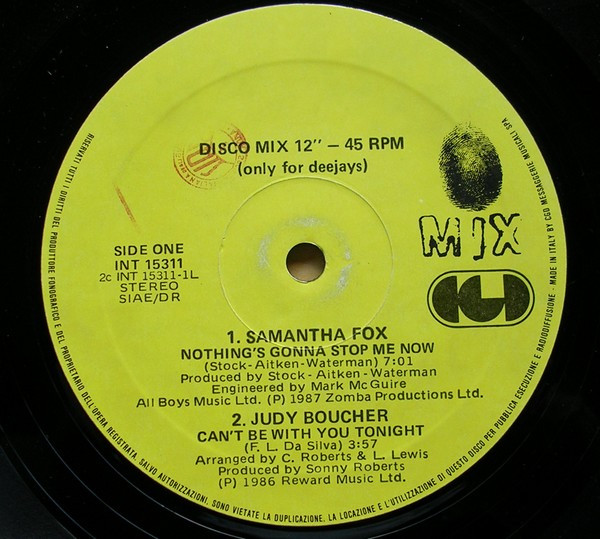 DISCO MIX 12" – 45 RPM
(only for deejays)
MIX
CGD
SIDE ONE
INT 15311
2c INT 15311-1L
STEREO
SIAE/DR
1. SAMANTHA FOX
NOTHING'S GONNA STOP ME NOW
(Stock-Aitken-Waterman) 7:01
Produced by Stock - Aitken - Waterman
Engineered by Mark McGuire
All Boys Music Ltd. (P) 1987 Zomba Productions Ltd.
2. JUDY BOUCHER
CAN'T BE WITH YOU TONIGHT
(F. L. Da Silva) 3:57
Arranged by C. Roberts & L. Lewis
Produced by Sonny Roberts
(P) 1986 Reward Music Ltd.
RISERVATI TUTTI I DIRITTI DEL PRODUTTORE FONOGRAFICO E DEL PROPRIETARIO DELL'OPERA REGISTRATA. SALVO AUTORIZZAZIONI, SONO VIETATE LA DUPLICAZIONE, LA LOCAZIONE E L'UTILIZZAZIONE DI QUESTO DISCO PER PUBBLICA ESECUZIONE E RADIODIFFUSIONE - MADE IN ITALY BY CGD MESSAGGERIE MUSICALI SPA